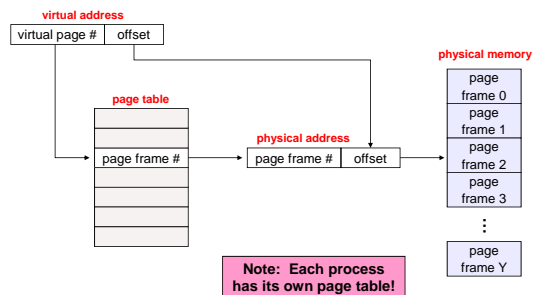 virtual address
virtual page # offset
physical memory
page
frame 0
page
frame 1
page
frame 2
page
frame 3
⋮
page
frame Y
page table
page frame #
physical address
page frame # offset
Note: Each process
has its own page table!